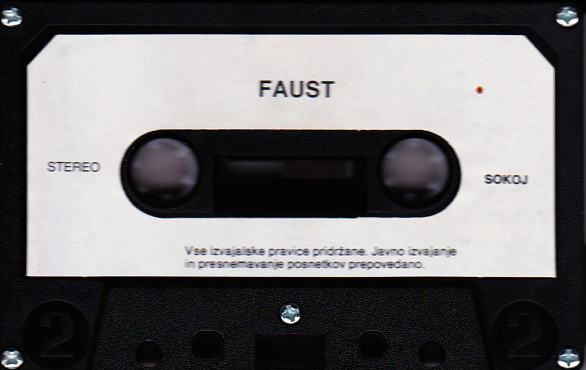 FAUST
STEREO
SOKOJ
Vse izvajalske pravice pridržane. Javno izvajanje
in presnemavanje posnetkov prepovedano.
2 2